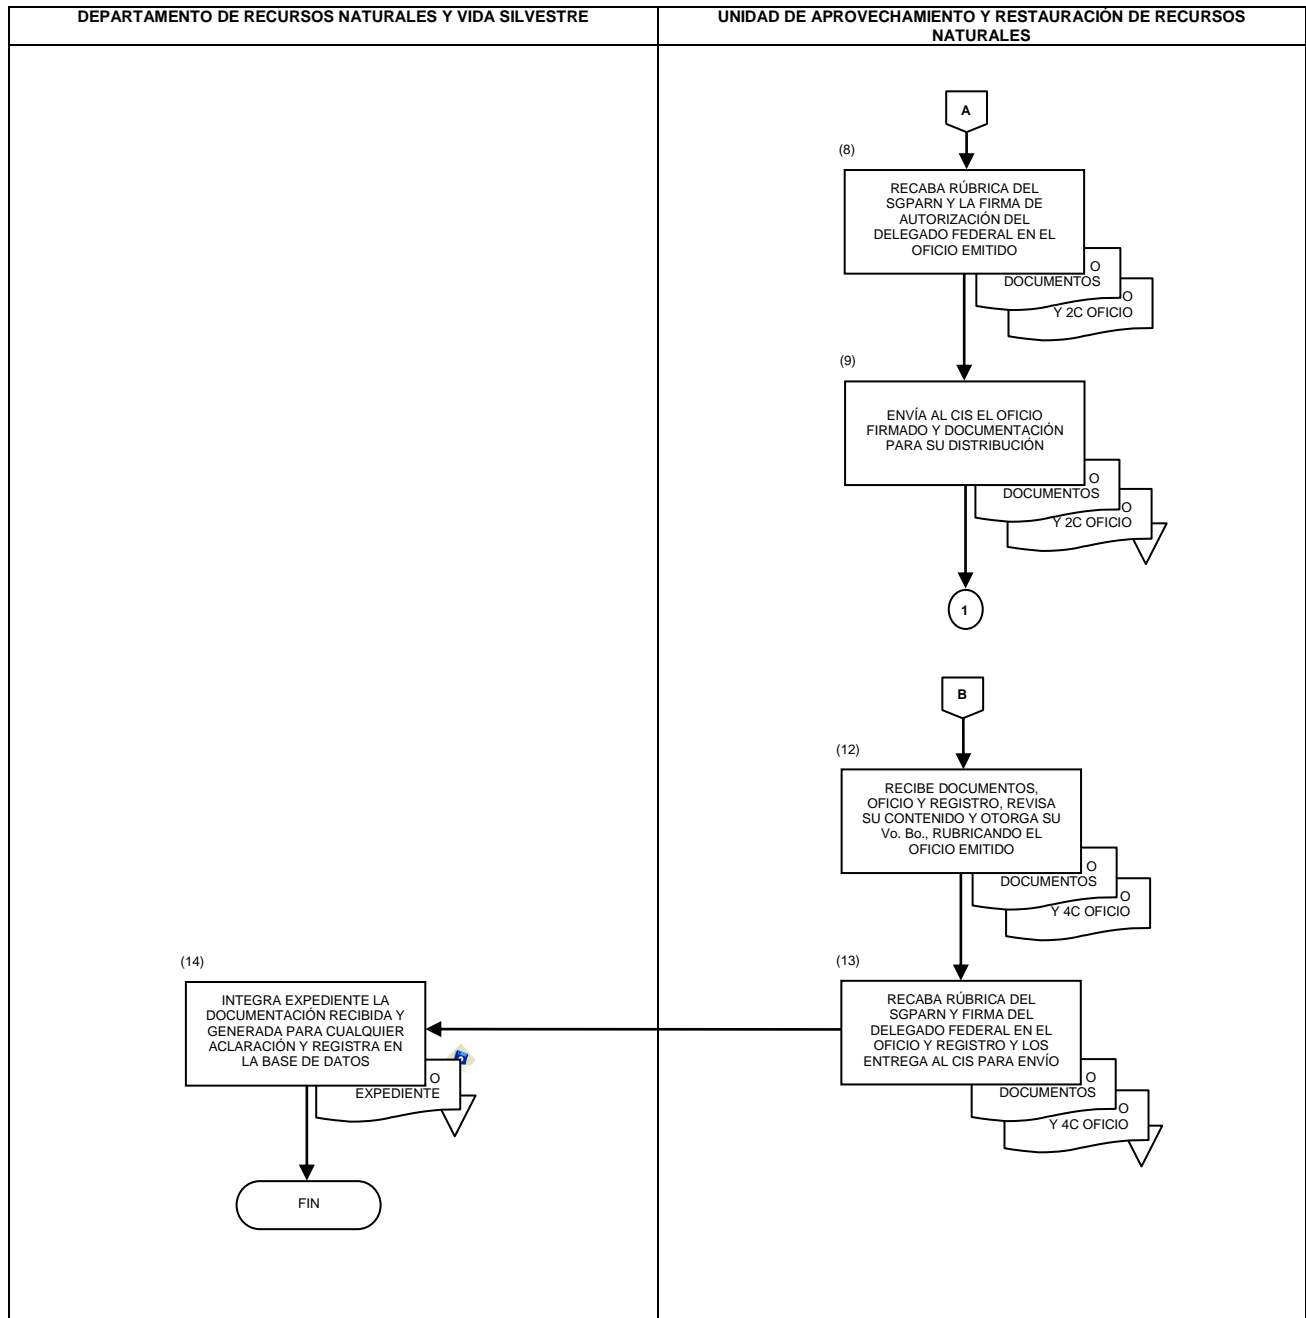 DEPARTAMENTO DE RECURSOS NATURALES Y VIDA SILVESTRE
UNIDAD DE APROVECHAMIENTO Y RESTAURACIÓN DE RECURSOS
NATURALES
A
(8)
RECABA RÚBRICA DEL
SGPARN Y LA FIRMA DE
AUTORIZACIÓN DEL
DELEGADO FEDERAL EN EL
OFICIO EMITIDO
O
DOCUMENTOS
O
Y 2C OFICIO
(9)
ENVÍA AL CIS EL OFICIO
FIRMADO Y DOCUMENTACIÓN
PARA SU DISTRIBUCIÓN
O
DOCUMENTOS
O
Y 2C OFICIO
1
B
(12)
RECIBE DOCUMENTOS,
OFICIO Y REGISTRO, REVISA
SU CONTENIDO Y OTORGA SU
Vo. Bo., RUBRICANDO EL
OFICIO EMITIDO
O
DOCUMENTOS
O
Y 4C OFICIO
(13)
RECABA RÚBRICA DEL
SGPARN Y FIRMA DEL
DELEGADO FEDERAL EN EL
OFICIO Y REGISTRO Y LOS
ENTREGA AL CIS PARA ENVÍO
O
DOCUMENTOS
O
Y 4C OFICIO
(14)
INTEGRA EXPEDIENTE LA
DOCUMENTACIÓN RECIBIDA Y
GENERADA PARA CUALQUIER
ACLARACIÓN Y REGISTRA EN
LA BASE DE DATOS
O
EXPEDIENTE
FIN